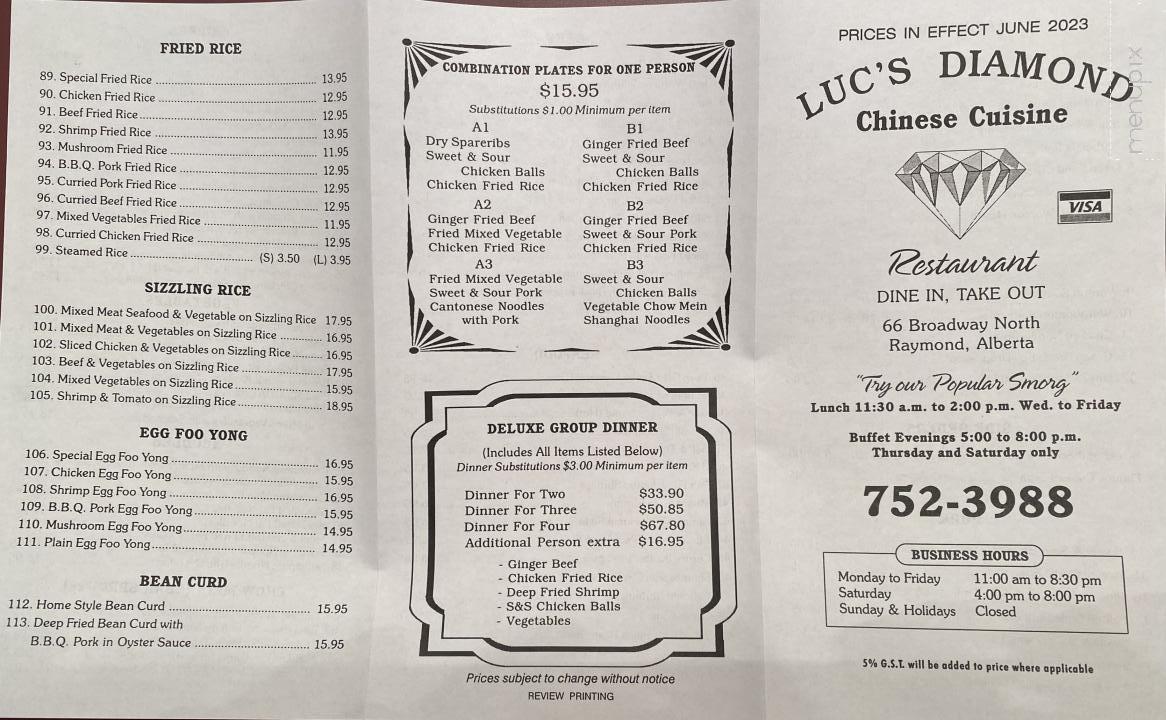 FRIED RICE
89. Special Fried Rice ........ 13.95
90. Chicken Fried Rice ........ 12.95
91. Beef Fried Rice ........ 12.95
92. Shrimp Fried Rice ........ 13.95
93. Mushroom Fried Rice ........ 11.95
94. B.B.Q. Pork Fried Rice ........ 12.95
95. Curried Pork Fried Rice ........ 12.95
96. Curried Beef Fried Rice ........ 12.95
97. Mixed Vegetables Fried Rice ........ 11.95
98. Curried Chicken Fried Rice ........ 12.95
99. Steamed Rice ........ (S) 3.50 (L) 3.95
SIZZLING RICE
100. Mixed Meat Seafood & Vegetable on Sizzling Rice 17.95
101. Mixed Meat & Vegetables on Sizzling Rice ........ 16.95
102. Sliced Chicken & Vegetables on Sizzling Rice ........ 16.95
103. Beef & Vegetables on Sizzling Rice ........ 17.95
104. Mixed Vegetables on Sizzling Rice ........ 15.95
105. Shrimp & Tomato on Sizzling Rice ........ 18.95
EGG FOO YONG
106. Special Egg Foo Yong ........ 16.95
107. Chicken Egg Foo Yong ........ 15.95
108. Shrimp Egg Foo Yong ........ 16.95
109. B.B.Q. Pork Egg Foo Yong ........ 15.95
110. Mushroom Egg Foo Yong ........ 14.95
111. Plain Egg Foo Yong ........ 14.95
BEAN CURD
112. Home Style Bean Curd ........ 15.95
113. Deep Fried Bean Curd with
B.B.Q. Pork in Oyster Sauce ........ 15.95
COMBINATION PLATES FOR ONE PERSON
$15.95
Substitutions $1.00 Minimum per item
A1
Dry Spareribs
Sweet & Sour
Chicken Balls
Chicken Fried Rice
A2
Ginger Fried Beef
Fried Mixed Vegetable
Chicken Fried Rice
A3
Fried Mixed Vegetable
Sweet & Sour Pork
Cantonese Noodles
with Pork
B1
Ginger Fried Beef
Sweet & Sour
Chicken Balls
Chicken Fried Rice
B2
Ginger Fried Beef
Sweet & Sour Pork
Chicken Fried Rice
B3
Sweet & Sour
Chicken Balls
Vegetable Chow Mein
Shanghai Noodles
DELUXE GROUP DINNER
(Includes All Items Listed Below)
Dinner Substitutions $3.00 Minimum per item
Dinner For Two $33.90
Dinner For Three $50.85
Dinner For Four $67.80
Additional Person extra $16.95
- Ginger Beef
- Chicken Fried Rice
- Deep Fried Shrimp
- S&S Chicken Balls
- Vegetables
Prices subject to change without notice
REVIEW PRINTING
PRICES IN EFFECT JUNE 2023
LUC'S DIAMOND
Chinese Cuisine
VISA
Restaurant
DINE IN, TAKE OUT
66 Broadway North
Raymond, Alberta
"Try our Popular Smorg"
Lunch 11:30 a.m. to 2:00 p.m. Wed. to Friday
Buffet Evenings 5:00 to 8:00 p.m.
Thursday and Saturday only
752-3988
BUSINESS HOURS
Monday to Friday 11:00 am to 8:30 pm
Saturday 4:00 pm to 8:00 pm
Sunday & Holidays Closed
5% G.S.T. will be added to price where applicable
menupix